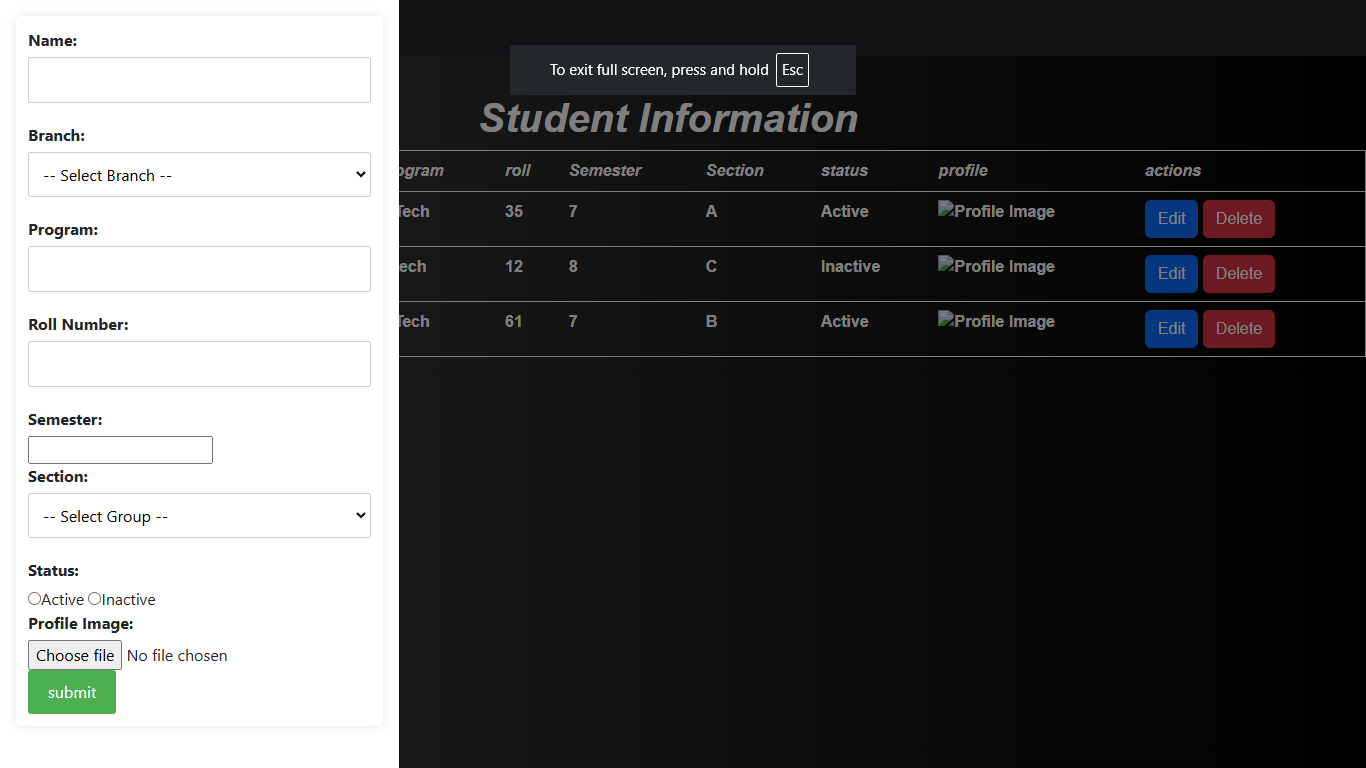 Name:
Branch:
-- Select Branch --
Program:
Roll Number:
Semester:
Section:
-- Select Group --
Status:
Active Inactive
Profile Image:
Choose file No file chosen
submit
To exit full screen, press and hold Esc
Student Information
ogram roll Semester Section status profile actions
Tech 35 7 A Active Profile Image Edit Delete
ech 12 8 C Inactive Profile Image Edit Delete
Tech 61 7 B Active Profile Image Edit Delete